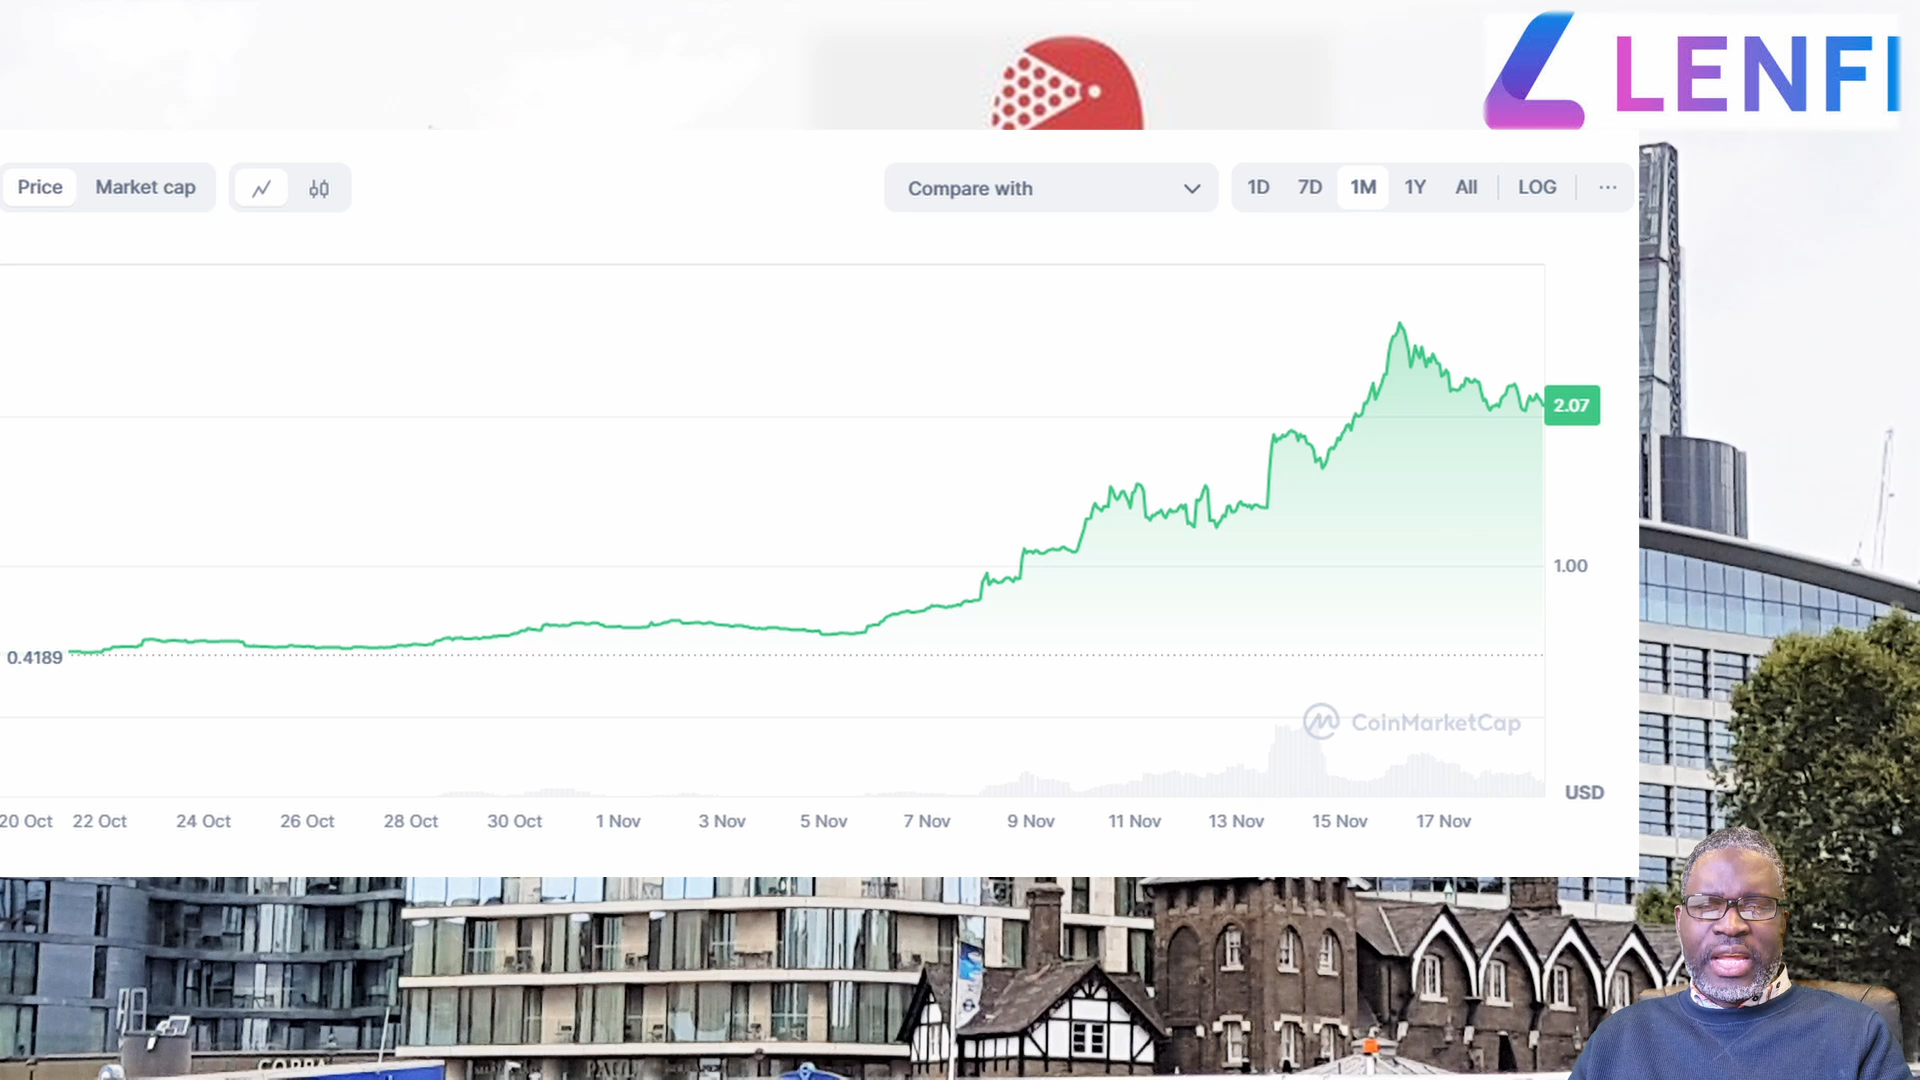 LENFI
Price Market cap
Compare with
1D 7D 1M 1Y All LOG ...
2.07
1.00
0.4189
CoinMarketCap
USD
20 Oct 22 Oct 24 Oct 26 Oct 28 Oct 30 Oct 1 Nov 3 Nov 5 Nov 7 Nov 9 Nov 11 Nov 13 Nov 15 Nov 17 Nov